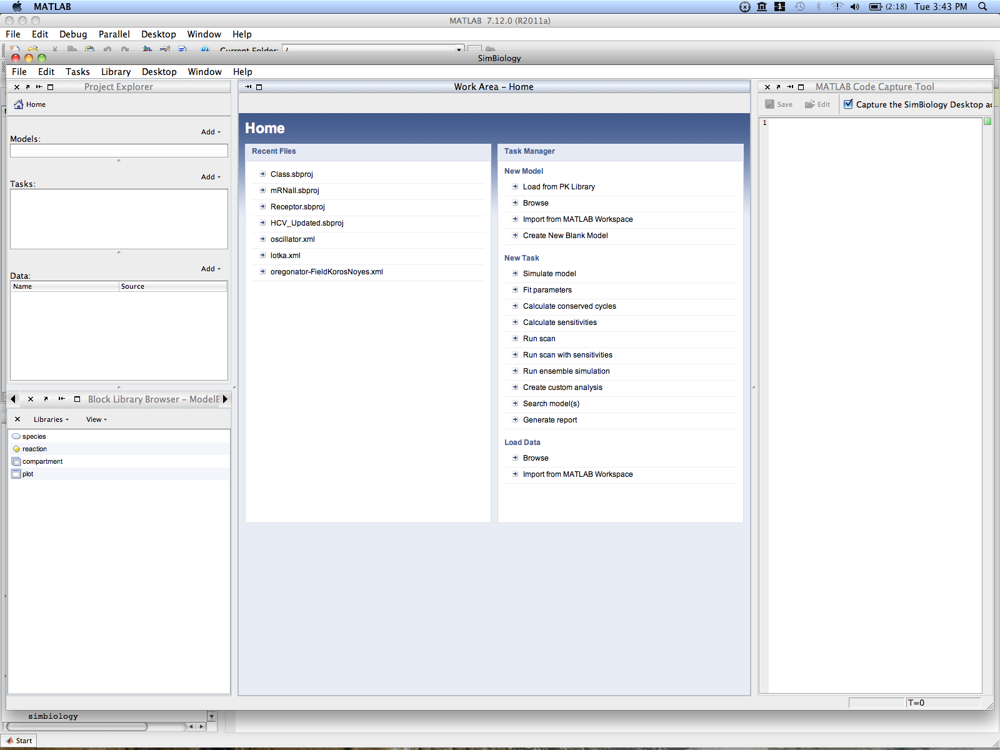 MATLAB (2:18) Tue 3:43 PM
MATLAB 7.12.0 (R2011a)
File Edit Debug Parallel Desktop Window Help
Current Folder: /
SimBiology
File Edit Tasks Library Desktop Window Help
Project Explorer
Home
Add
Models:
Add
Tasks:
Add
Data:
Name Source
Block Library Browser - Model
Libraries View
species
reaction
compartment
plot
Work Area - Home
Home
Recent Files
Class.sbproj
mRNAll.sbproj
Receptor.sbproj
HCV_Updated.sbproj
oscillator.xml
lotka.xml
oregonator-FieldKorosNoyes.xml
Task Manager
New Model
Load from PK Library
Browse
Import from MATLAB Workspace
Create New Blank Model
New Task
Simulate model
Fit parameters
Calculate conserved cycles
Calculate sensitivities
Run scan
Run scan with sensitivities
Run ensemble simulation
Create custom analysis
Search model(s)
Generate report
Load Data
Browse
Import from MATLAB Workspace
MATLAB Code Capture Tool
Save Edit Capture the SimBiology Desktop
1
T=0
simbiology
Start